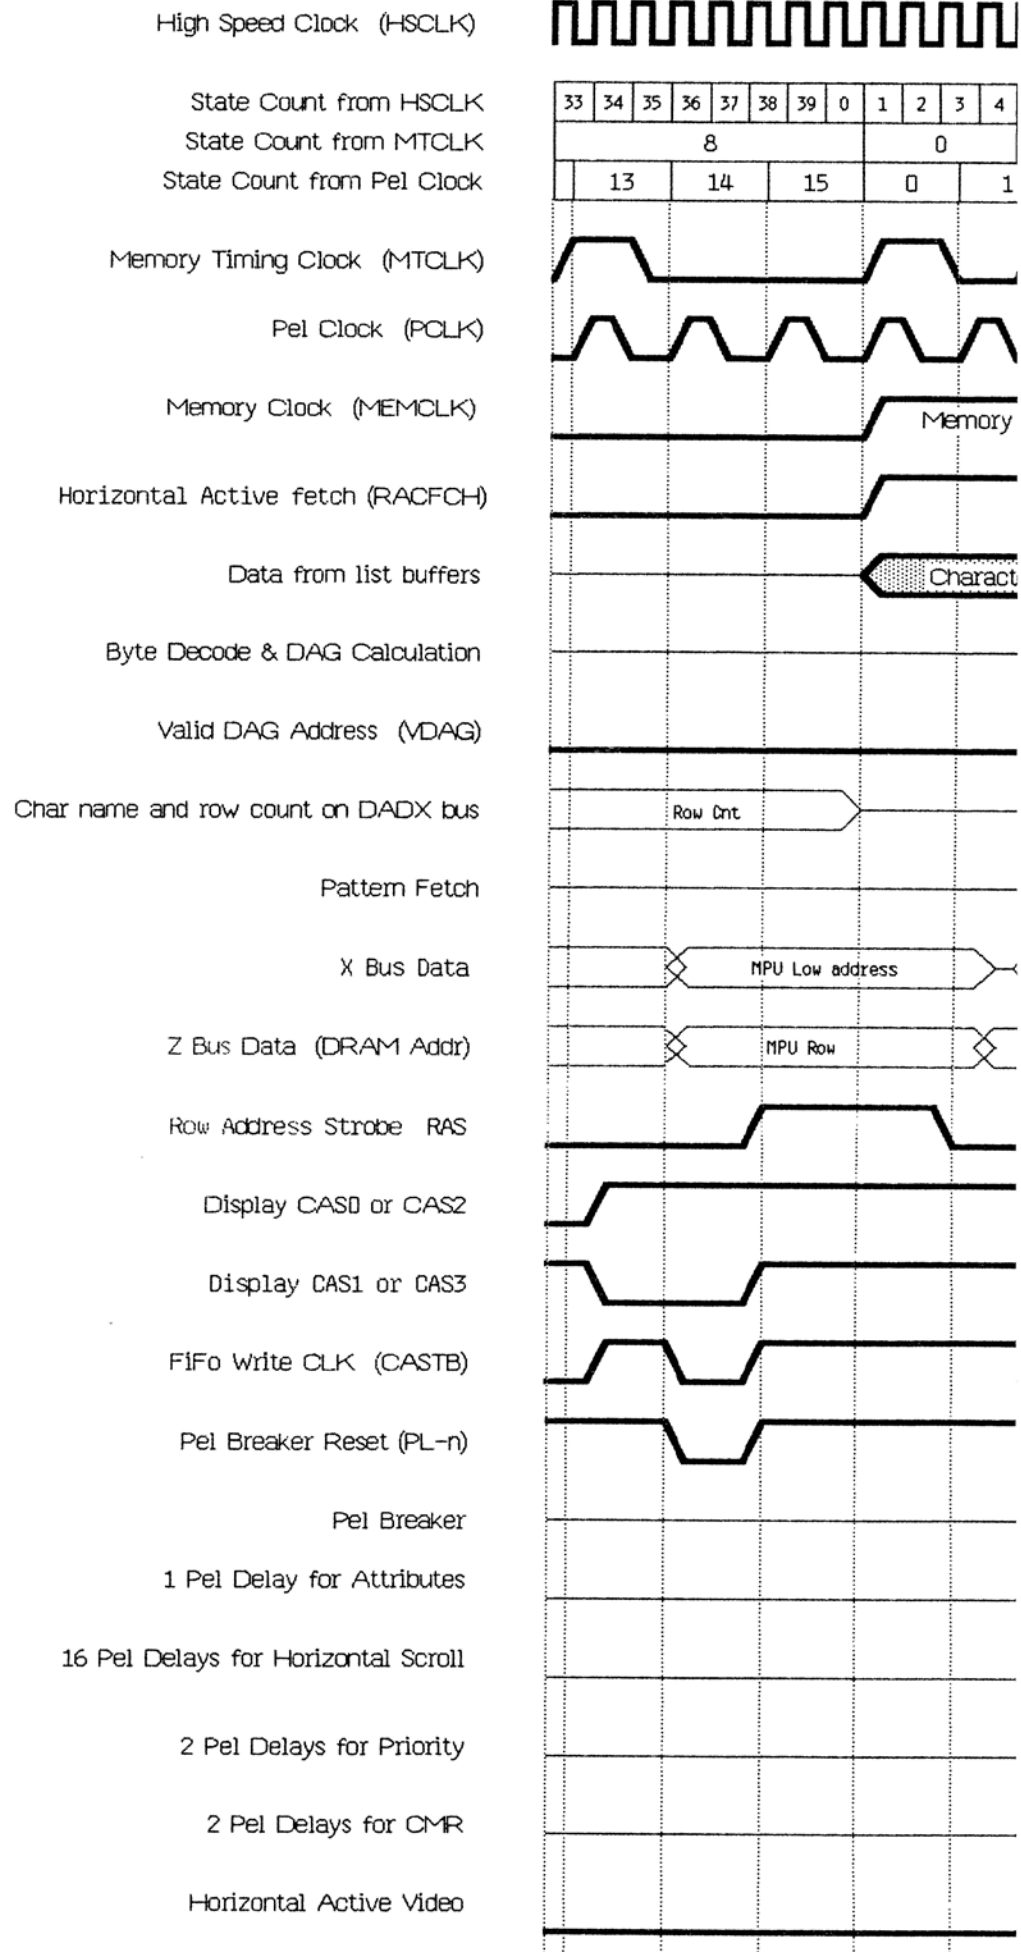 High Speed Clock (HSCLK)
State Count from HSCLK 33 34 35 36 37 38 39 0 1 2 3 4
State Count from MTCLK 8 0
State Count from Pel Clock 13 14 15 0 1
Memory Timing Clock (MTCLK)
Pel Clock (PCLK)
Memory Clock (MEMCLK) Memory
Horizontal Active fetch (RACFCH)
Data from list buffers Charact
Byte Decode & DAG Calculation
Valid DAG Address (VDAG)
Char name and row count on DADX bus Row Cnt
Pattern Fetch
X Bus Data MPU Low address
Z Bus Data (DRAM Addr) MPU Row
Row Address Strobe RAS
Display CAS0 or CAS2
Display CAS1 or CAS3
FiFo Write CLK (CASTB)
Pel Breaker Reset (PL-n)
Pel Breaker
1 Pel Delay for Attributes
16 Pel Delays for Horizontal Scroll
2 Pel Delays for Priority
2 Pel Delays for CMR
Horizontal Active Video